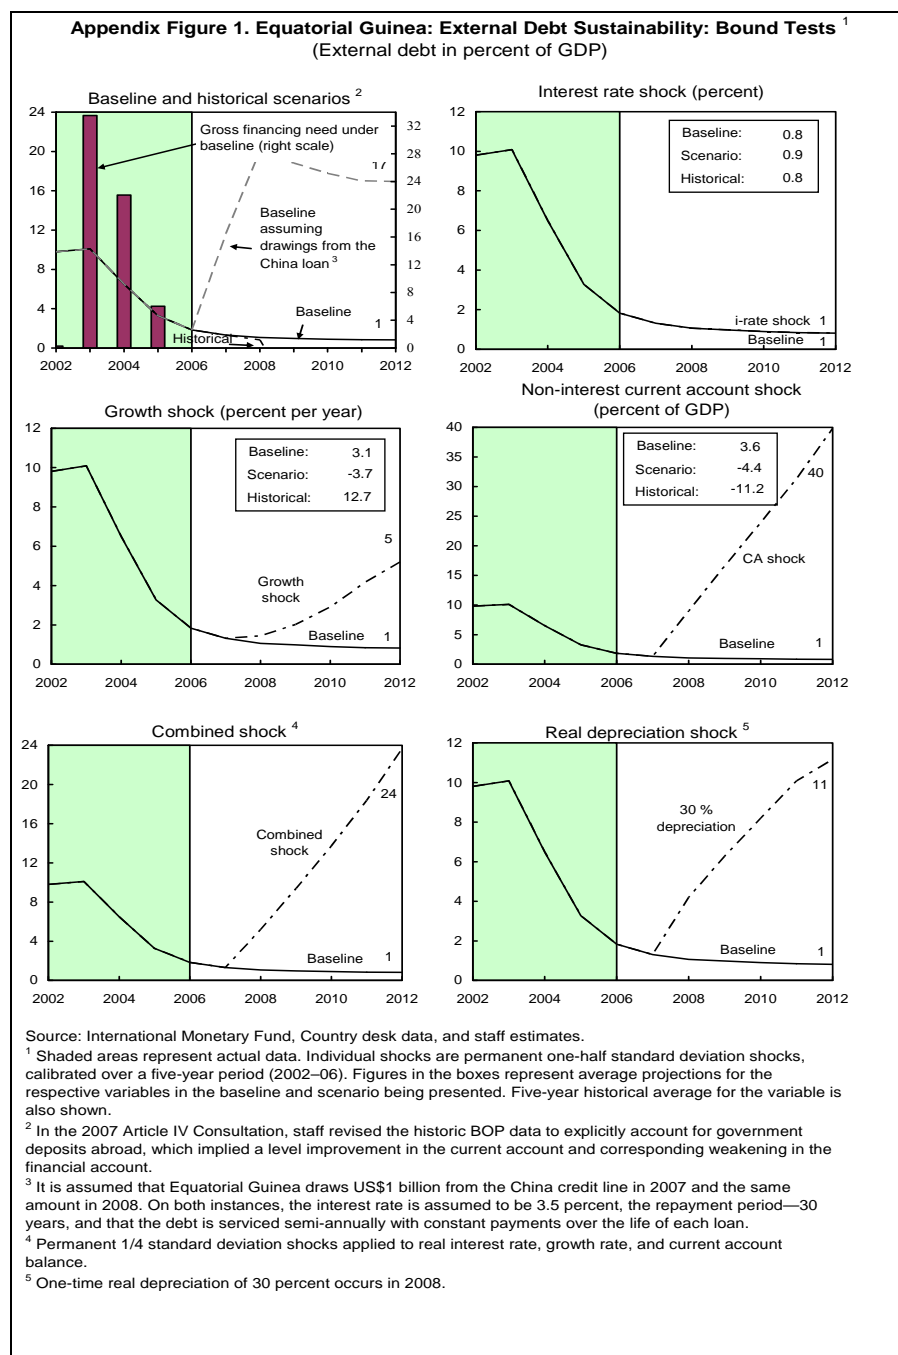 Appendix Figure 1. Equatorial Guinea: External Debt Sustainability: Bound Tests 1
(External debt in percent of GDP)
Baseline and historical scenarios 2
24
20
16
12
8
4
0
32
28
24
20
16
12
8
4
0
Gross financing need under
baseline (right scale)
17
Baseline
assuming
drawings from the
China loan 3
Baseline
1
Historical
2002 2004 2006 2008 2010 2012
Interest rate shock (percent)
12
10
8
6
4
2
0
Baseline: 0.8
Scenario: 0.9
Historical: 0.8
i-rate shock 1
Baseline 1
2002 2004 2006 2008 2010 2012
Growth shock (percent per year)
12
10
8
6
4
2
0
Baseline: 3.1
Scenario: -3.7
Historical: 12.7
5
Growth
shock
Baseline 1
2002 2004 2006 2008 2010 2012
Non-interest current account shock
(percent of GDP)
40
35
30
25
20
15
10
5
0
Baseline: 3.6
Scenario: -4.4
Historical: -11.2
40
CA shock
Baseline 1
2002 2004 2006 2008 2010 2012
Combined shock 4
24
20
16
12
8
4
0
24
Combined
shock
Baseline 1
2002 2004 2006 2008 2010 2012
Real depreciation shock 5
12
10
8
6
4
2
0
11
30 %
depreciation
Baseline 1
2002 2004 2006 2008 2010 2012
Source: International Monetary Fund, Country desk data, and staff estimates.
1 Shaded areas represent actual data. Individual shocks are permanent one-half standard deviation shocks,
calibrated over a five-year period (2002–06). Figures in the boxes represent average projections for the
respective variables in the baseline and scenario being presented. Five-year historical average for the variable is
also shown.
2 In the 2007 Article IV Consultation, staff revised the historic BOP data to explicitly account for government
deposits abroad, which implied a level improvement in the current account and corresponding weakening in the
financial account.
3 It is assumed that Equatorial Guinea draws US$1 billion from the China credit line in 2007 and the same
amount in 2008. On both instances, the interest rate is assumed to be 3.5 percent, the repayment period—30
years, and that the debt is serviced semi-annually with constant payments over the life of each loan.
4 Permanent 1/4 standard deviation shocks applied to real interest rate, growth rate, and current account
balance.
5 One-time real depreciation of 30 percent occurs in 2008.